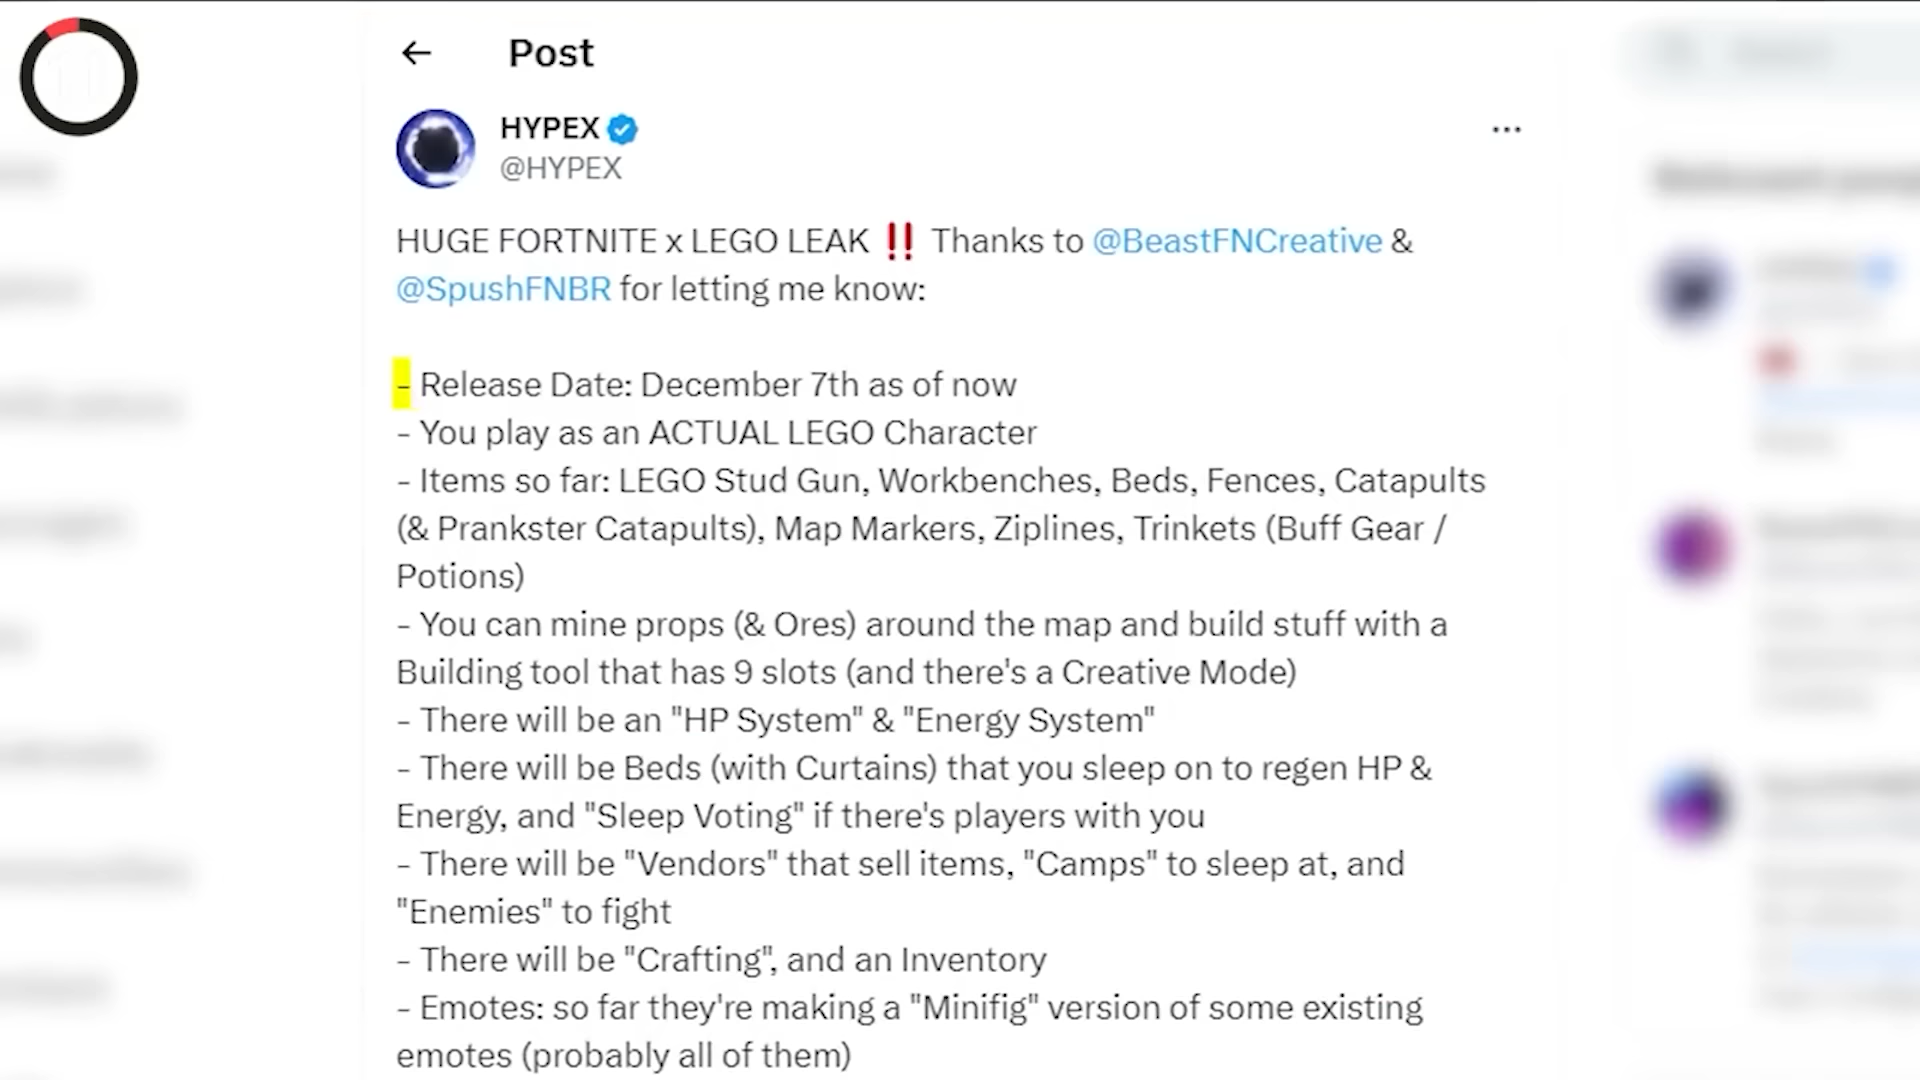 Post
HYPEX
@HYPEX
HUGE FORTNITE x LEGO LEAK ‼️ Thanks to @BeastFNCreative &
@SpushFNBR for letting me know:
- Release Date: December 7th as of now
- You play as an ACTUAL LEGO Character
- Items so far: LEGO Stud Gun, Workbenches, Beds, Fences, Catapults
(& Prankster Catapults), Map Markers, Ziplines, Trinkets (Buff Gear /
Potions)
- You can mine props (& Ores) around the map and build stuff with a
Building tool that has 9 slots (and there's a Creative Mode)
- There will be an "HP System" & "Energy System"
- There will be Beds (with Curtains) that you sleep on to regen HP &
Energy, and "Sleep Voting" if there's players with you
- There will be "Vendors" that sell items, "Camps" to sleep at, and
"Enemies" to fight
- There will be "Crafting", and an Inventory
- Emotes: so far they're making a "Minifig" version of some existing
emotes (probably all of them)